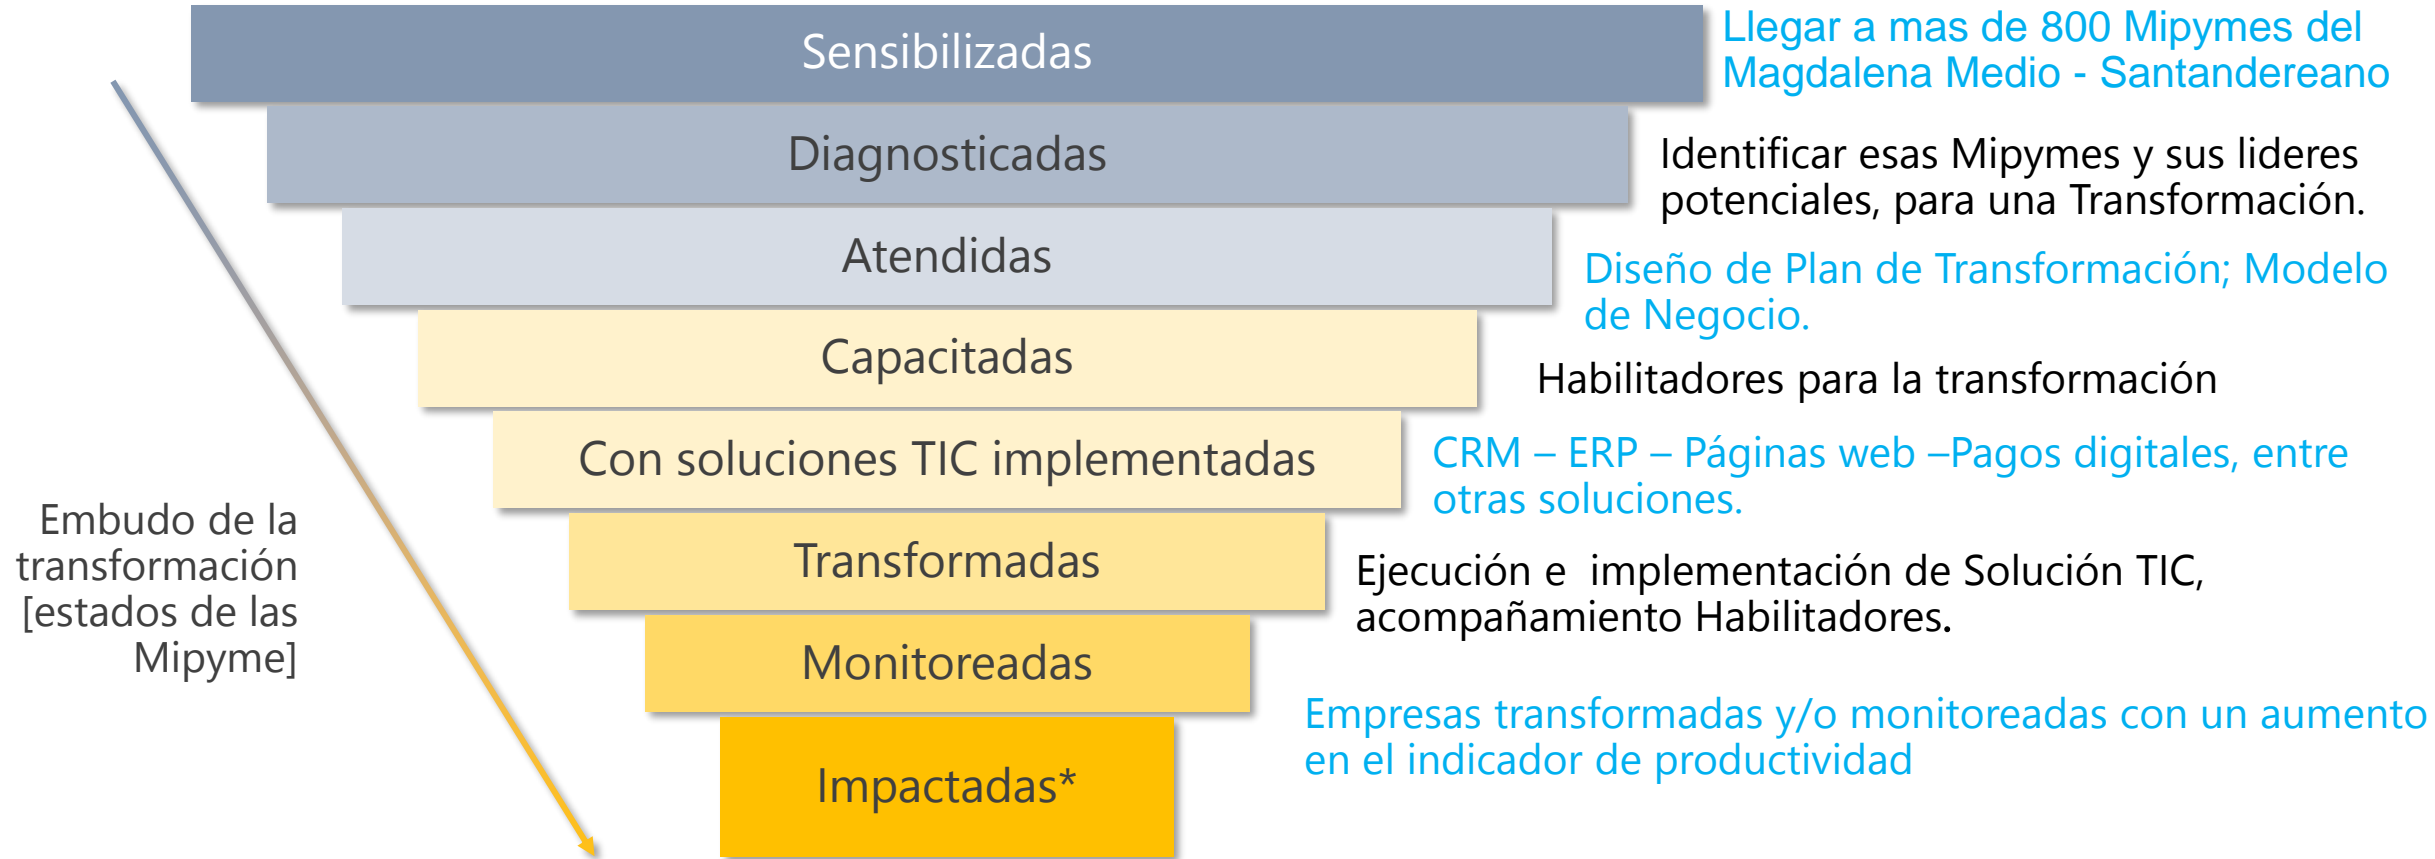 Sensibilizadas
Llegar a mas de 800 Mipymes del
Magdalena Medio - Santandereano
Diagnosticadas
Identificar esas Mipymes y sus lideres
potenciales, para una Transformación.
Atendidas
Diseño de Plan de Transformación; Modelo
de Negocio.
Capacitadas
Habilitadores para la transformación
Con soluciones TIC implementadas
CRM – ERP – Páginas web –Pagos digitales, entre
otras soluciones.
Embudo de la
transformación
[estados de las
Mipyme]
Transformadas
Ejecución e  implementación de Solución TIC,
acompañamiento Habilitadores.
Monitoreadas
Empresas transformadas y/o monitoreadas con un aumento
en el indicador de productividad
Impactadas*